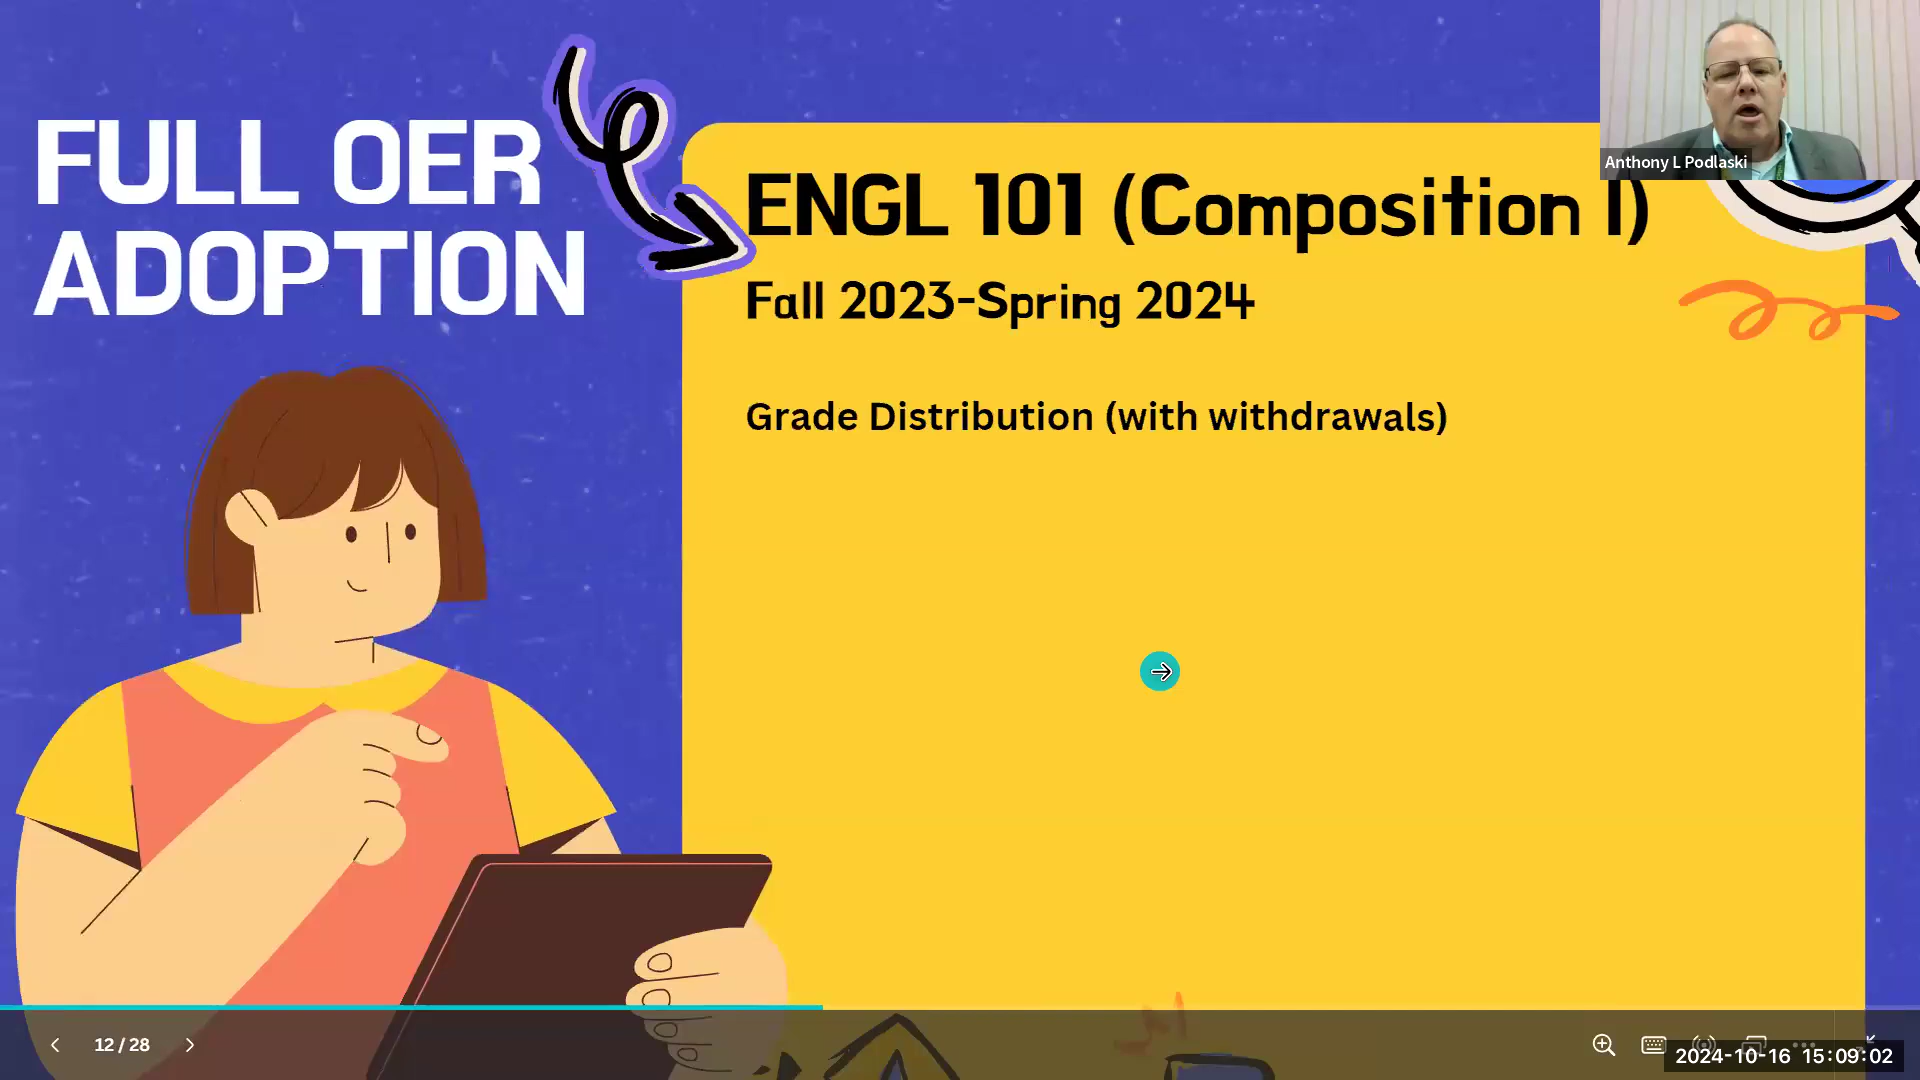 FULL OER
ADOPTION
ENGL 101 (Composition I)
Fall 2023-Spring 2024
Grade Distribution (with withdrawals)
Anthony L Podlaski
12 / 28
2024-10-16 15:09:02